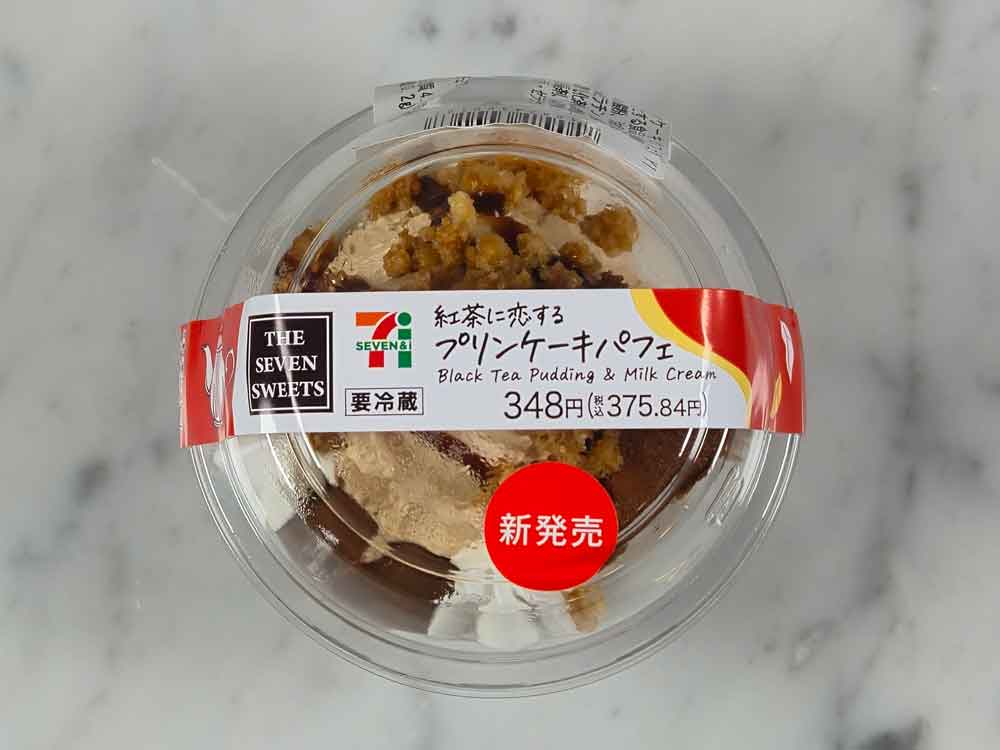 THE
SEVEN
SWEETS
SEVEN&i
要冷蔵
紅茶に恋する
プリンケーキパフェ
Black Tea Pudding & Milk Cream
348円(税込375.84円)
新発売